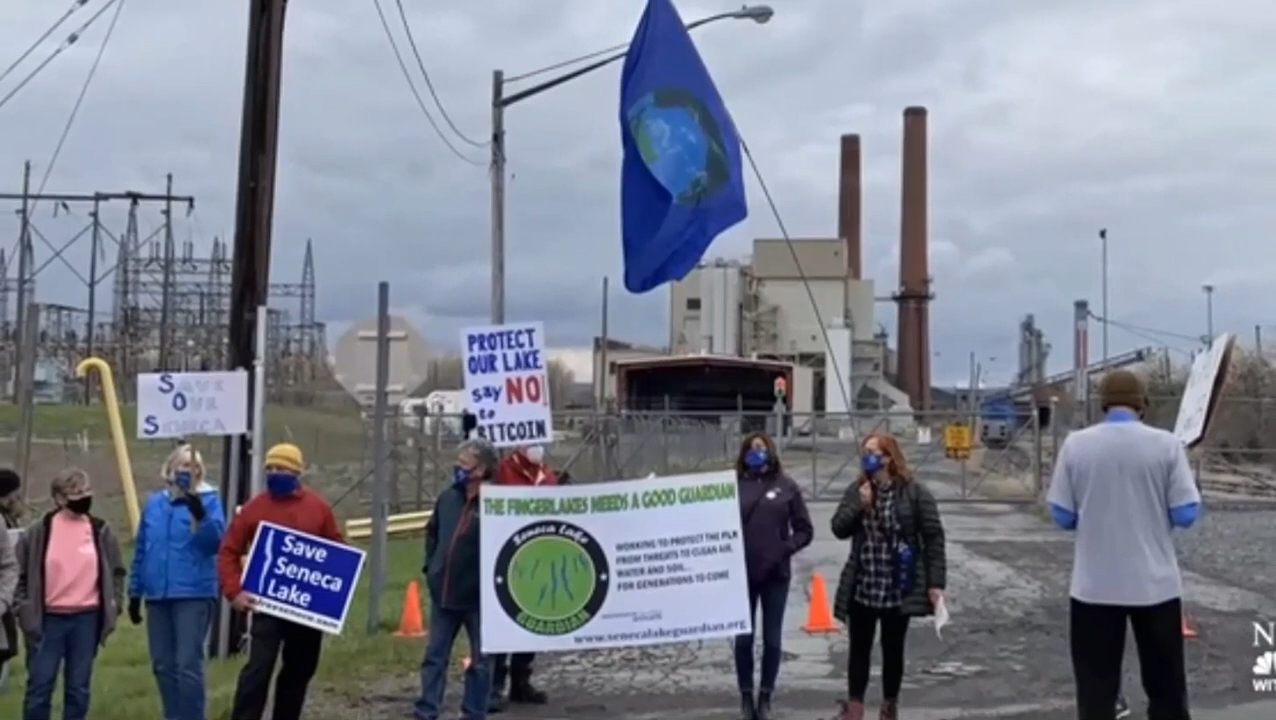 SAVE
OUR
SENECA
PROTECT
OUR LAKE
say NO!
to
BITCOIN
Save
Seneca
Lake
THE FINGERLAKES NEEDS A GOOD GUARDIAN
Seneca Lake
GUARDIAN
WORKING TO PROTECT THE FLX
FROM THREATS TO CLEAN AIR,
WATER AND SOIL...
FOR GENERATIONS TO COME
www.senecalakeguardian.org
N
WIT